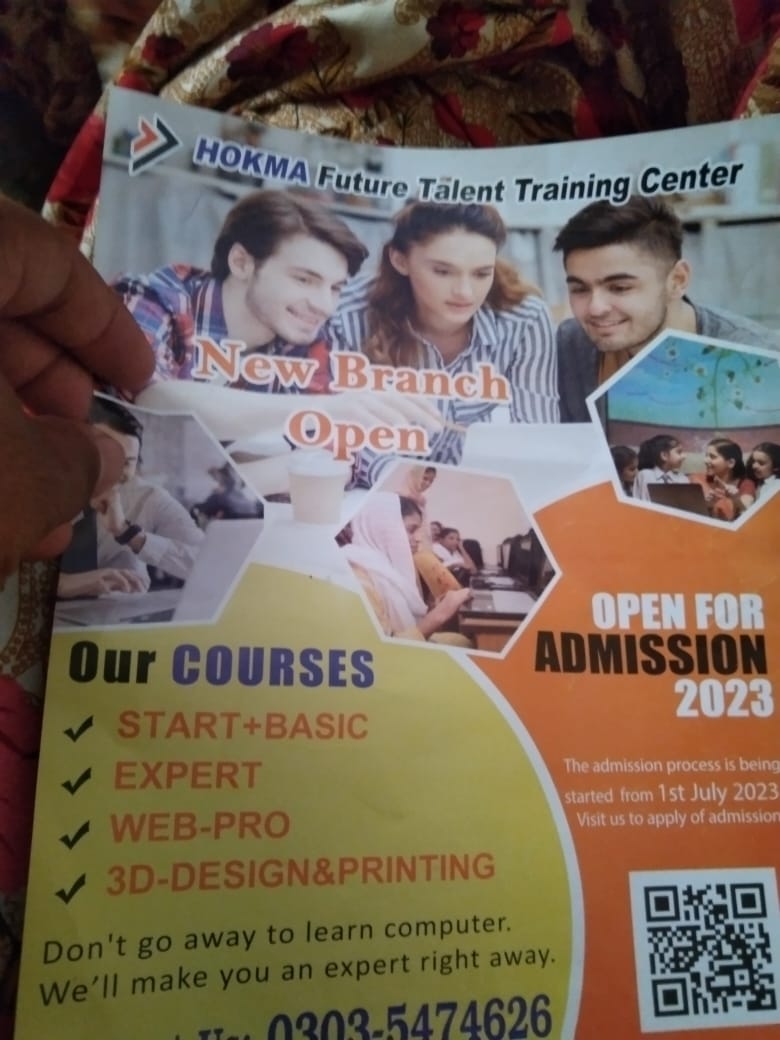 HOKMA Future Talent Training Center
New Branch
Open
OPEN FOR
ADMISSION
2023
The admission process is being
started from 1st July 2023
Visit us to apply of admission
Our COURSES
START+BASIC
EXPERT
WEB-PRO
3D-DESIGN&PRINTING
Don't go away to learn computer.
We'll make you an expert right away.
Us: 0303-5474626